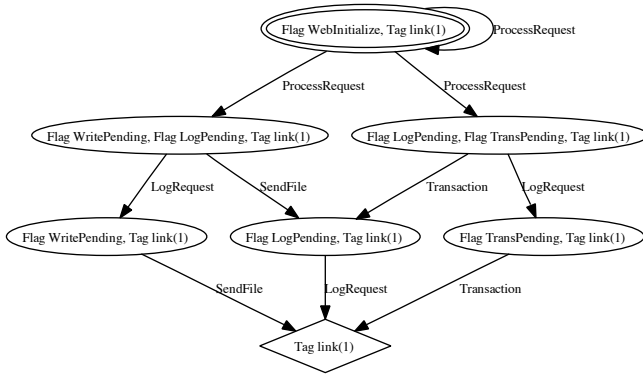 Flag WebInitialize, Tag link(1)
ProcessRequest
ProcessRequest
ProcessRequest
Flag WritePending, Flag LogPending, Tag link(1)
Flag LogPending, Flag TransPending, Tag link(1)
LogRequest
SendFile
Transaction
LogRequest
Flag WritePending, Tag link(1)
Flag LogPending, Tag link(1)
Flag TransPending, Tag link(1)
SendFile
LogRequest
Transaction
Tag link(1)